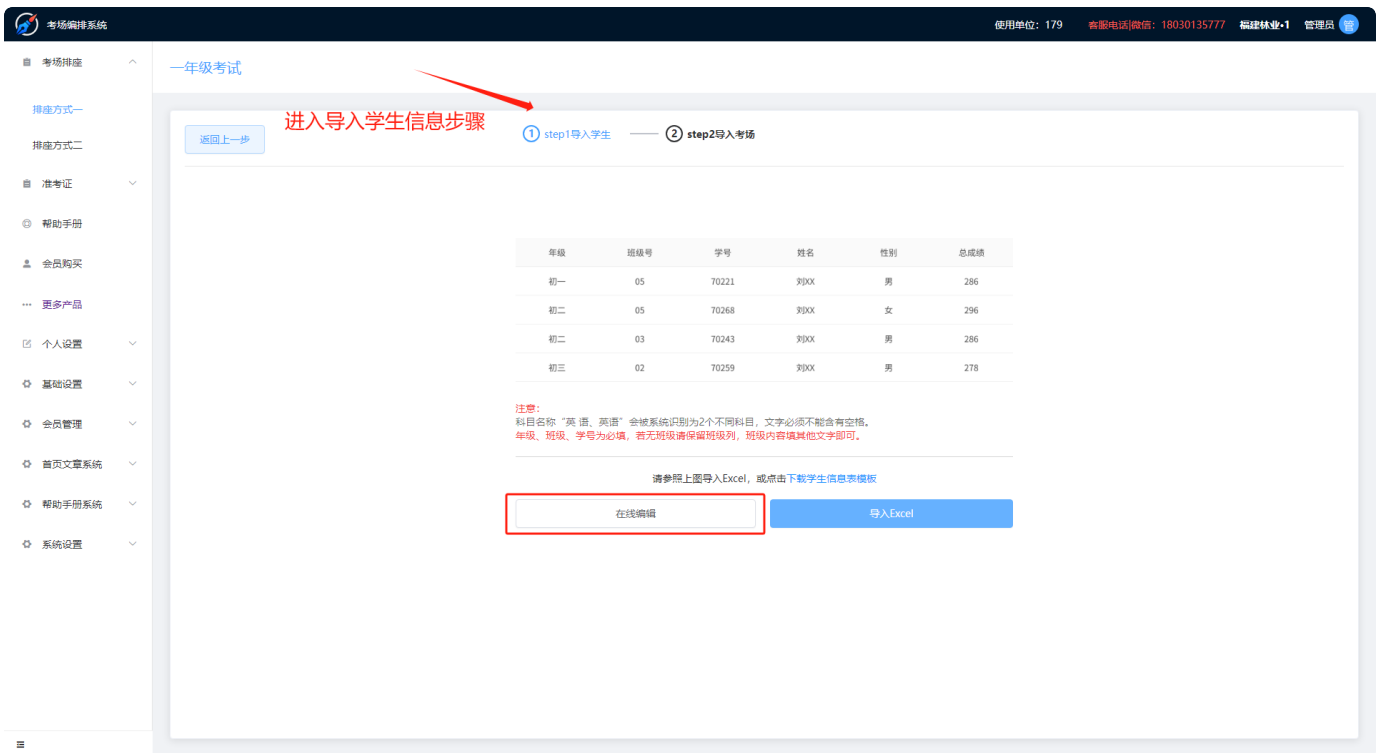 考场编排系统
使用单位：179 客服电话|微信：18030135777 福建林业•1 管理员 管
考场排座
排座方式一
排座方式二
准考证
帮助手册
会员购买
更多产品
个人设置
基础设置
会员管理
首页文章系统
帮助手册系统
系统设置
一年级考试
返回上一步
进入导入学生信息步骤
1 step1导入学生 2 step2导入考场
年级 班级号 学号 姓名 性别 总成绩
初一 05 70221 刘XX 男 286
初二 05 70268 刘XX 女 296
初二 03 70243 刘XX 男 286
初三 02 70259 刘XX 男 278
注意：
科目名称“英 语、英语”会被系统识别为2个不同科目，文字必须不能含有空格。
年级、班级、学号为必填，若无班级请保留班级列，班级内容填其他文字即可。
请参照上图导入Excel，或点击下载学生信息表模板
在线编辑 导入Excel